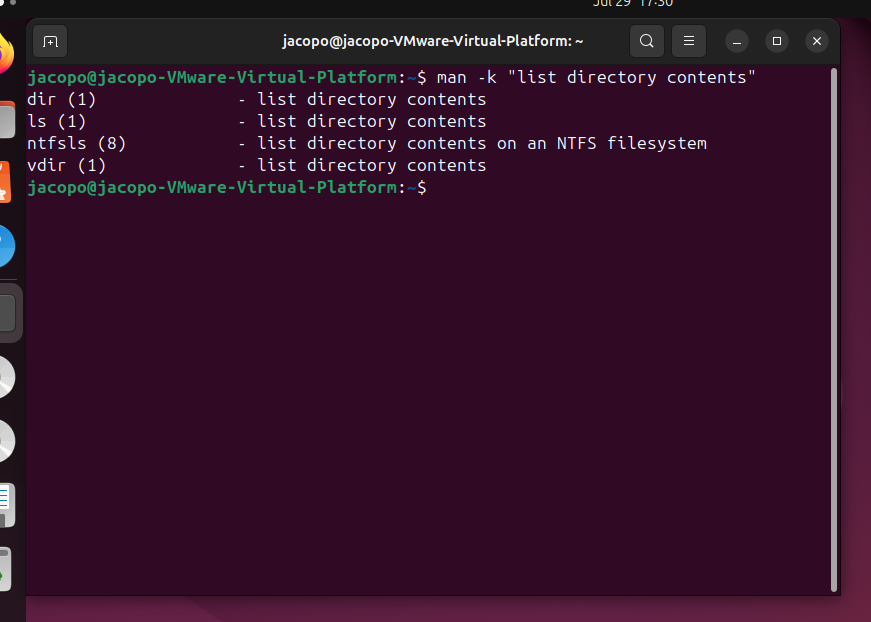 Jul 29 17:30
jacopo@jacopo-VMware-Virtual-Platform: ~
jacopo@jacopo-VMware-Virtual-Platform:~$ man -k "list directory contents"
dir (1)              - list directory contents
ls (1)               - list directory contents
ntfsls (8)           - list directory contents on an NTFS filesystem
vdir (1)             - list directory contents
jacopo@jacopo-VMware-Virtual-Platform:~$